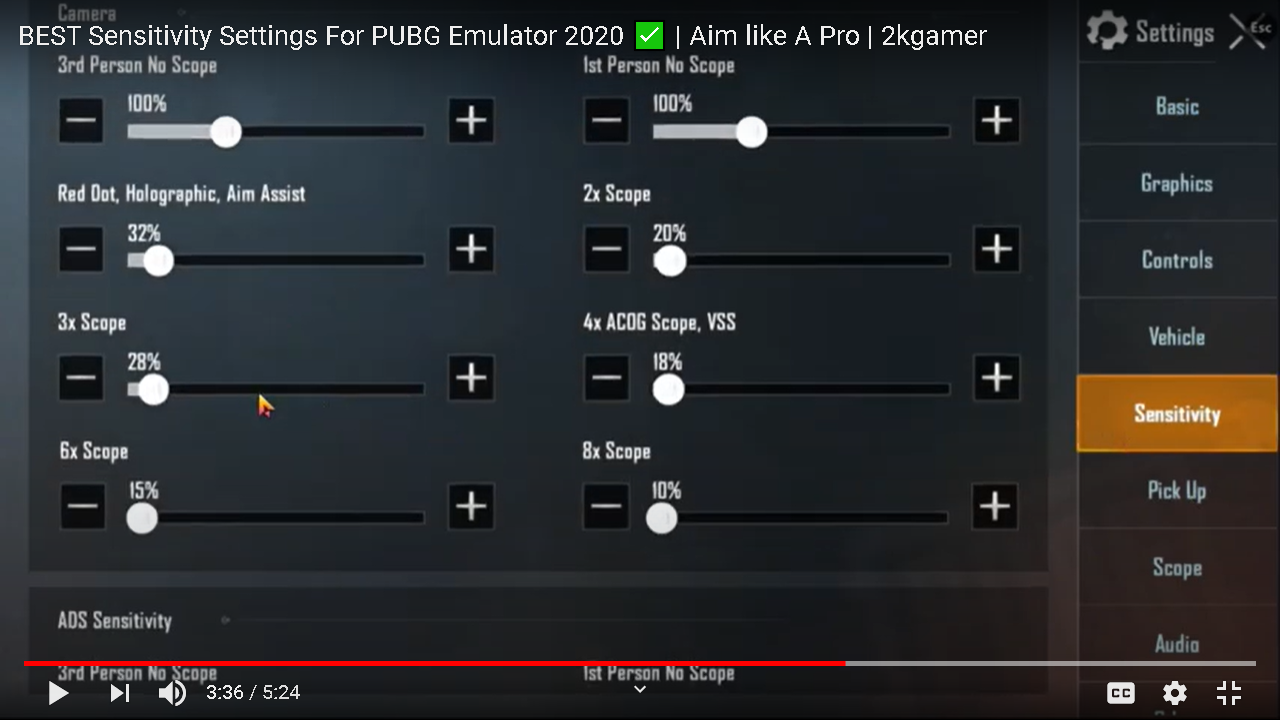 Camera
BEST Sensitivity Settings For PUBG Emulator 2020 ✅ | Aim like A Pro | 2kgamer
Settings
Esc
3rd Person No Scope
1st Person No Scope
100%
100%
Basic
Graphics
Red Dot, Holographic, Aim Assist
2x Scope
32%
20%
Controls
3x Scope
4x ACOG Scope, VSS
Vehicle
28%
18%
Sensitivity
6x Scope
8x Scope
15%
10%
Pick Up
Scope
ADS Sensitivity
Audio
3rd Person No Scope
1st Person No Scope
3:36 / 5:24
CC